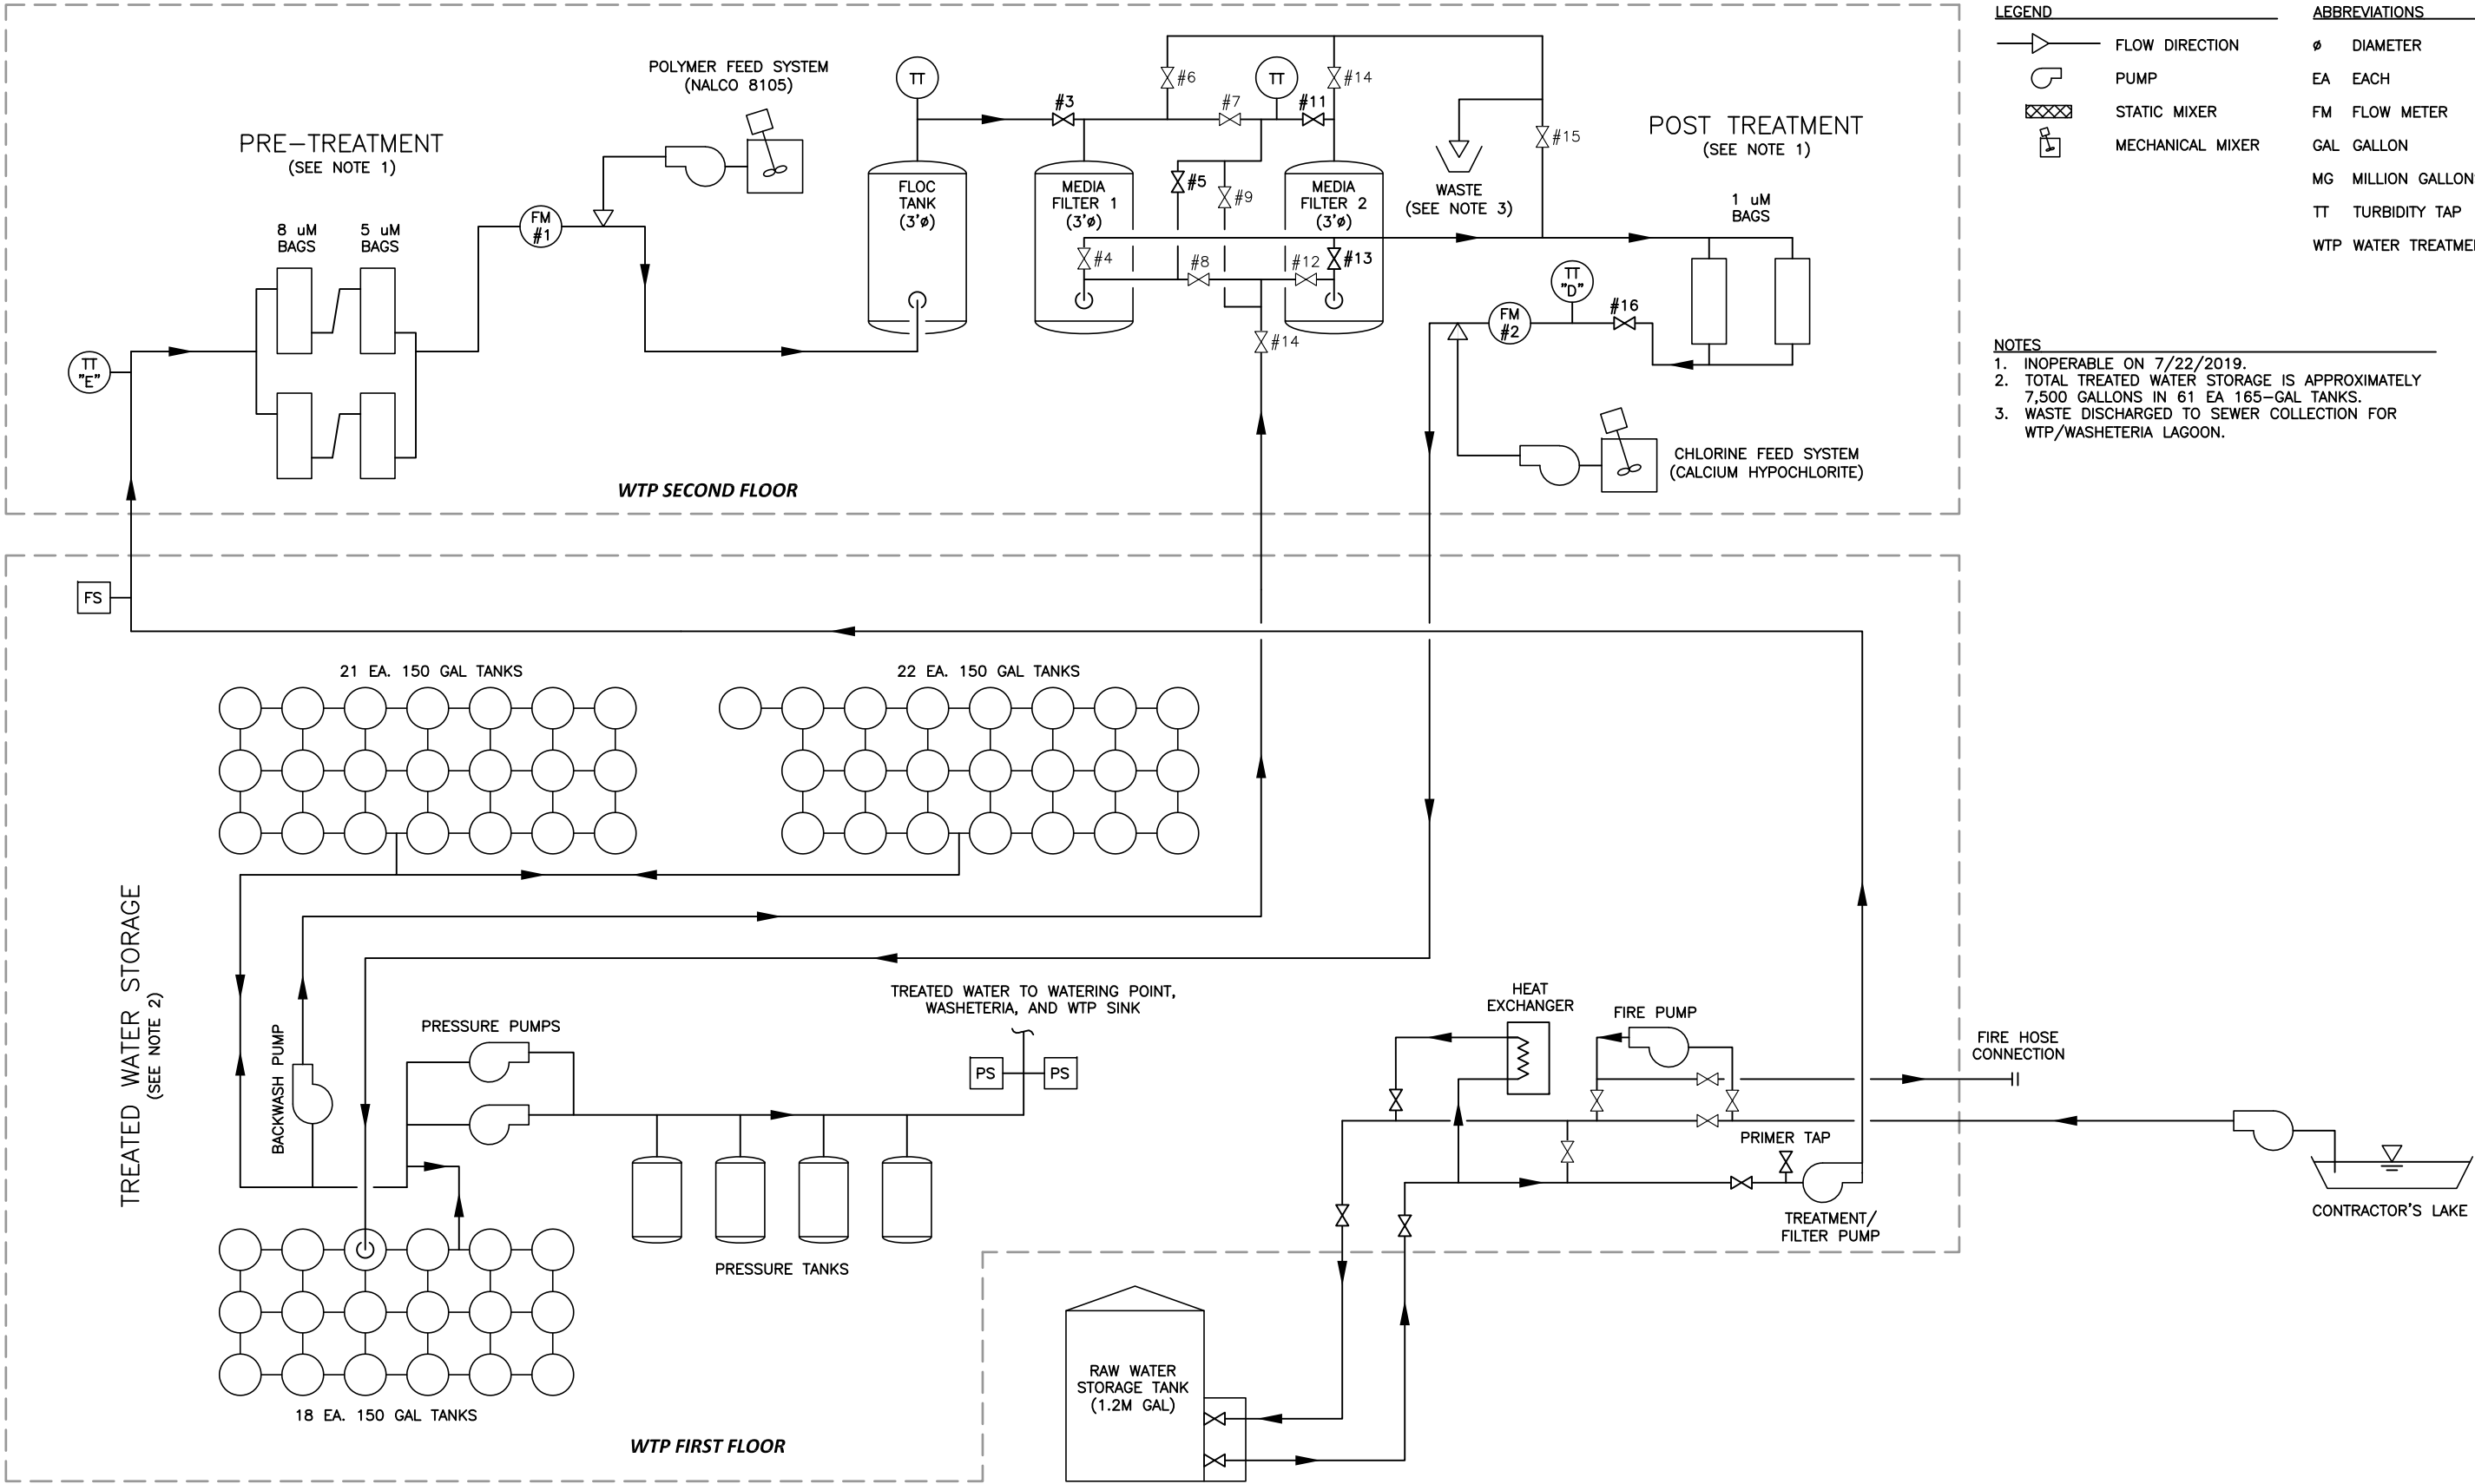 POLYMER FEED SYSTEM
(NALCO 8105)
PRE-TREATMENT
(SEE NOTE 1)
8 uM
BAGS
5 uM
BAGS
FM
#1
TT
"E"
TT
FLOC
TANK
(3'ø)
#3
#6
#7
TT
#11
#14
MEDIA
FILTER 1
(3'ø)
#5
#9
MEDIA
FILTER 2
(3'ø)
#4
#8
#12
#13
#14
WASTE
(SEE NOTE 3)
#15
POST TREATMENT
(SEE NOTE 1)
1 uM
BAGS
TT
"D"
FM
#2
#16
CHLORINE FEED SYSTEM
(CALCIUM HYPOCHLORITE)
WTP SECOND FLOOR
LEGEND
FLOW DIRECTION
PUMP
STATIC MIXER
MECHANICAL MIXER
ABBREVIATIONS
ø DIAMETER
EA EACH
FM FLOW METER
GAL GALLON
MG MILLION GALLON
TT TURBIDITY TAP
WTP WATER TREATME
NOTES
1. INOPERABLE ON 7/22/2019.
2. TOTAL TREATED WATER STORAGE IS APPROXIMATELY
7,500 GALLONS IN 61 EA 165-GAL TANKS.
3. WASTE DISCHARGED TO SEWER COLLECTION FOR
WTP/WASHETERIA LAGOON.
FS
21 EA. 150 GAL TANKS
22 EA. 150 GAL TANKS
TREATED WATER STORAGE
(SEE NOTE 2)
BACKWASH PUMP
PRESSURE PUMPS
TREATED WATER TO WATERING POINT,
WASHETERIA, AND WTP SINK
PS
PS
PRESSURE TANKS
18 EA. 150 GAL TANKS
HEAT
EXCHANGER
FIRE PUMP
FIRE HOSE
CONNECTION
PRIMER TAP
TREATMENT/
FILTER PUMP
CONTRACTOR'S LAKE
RAW WATER
STORAGE TANK
(1.2M GAL)
WTP FIRST FLOOR